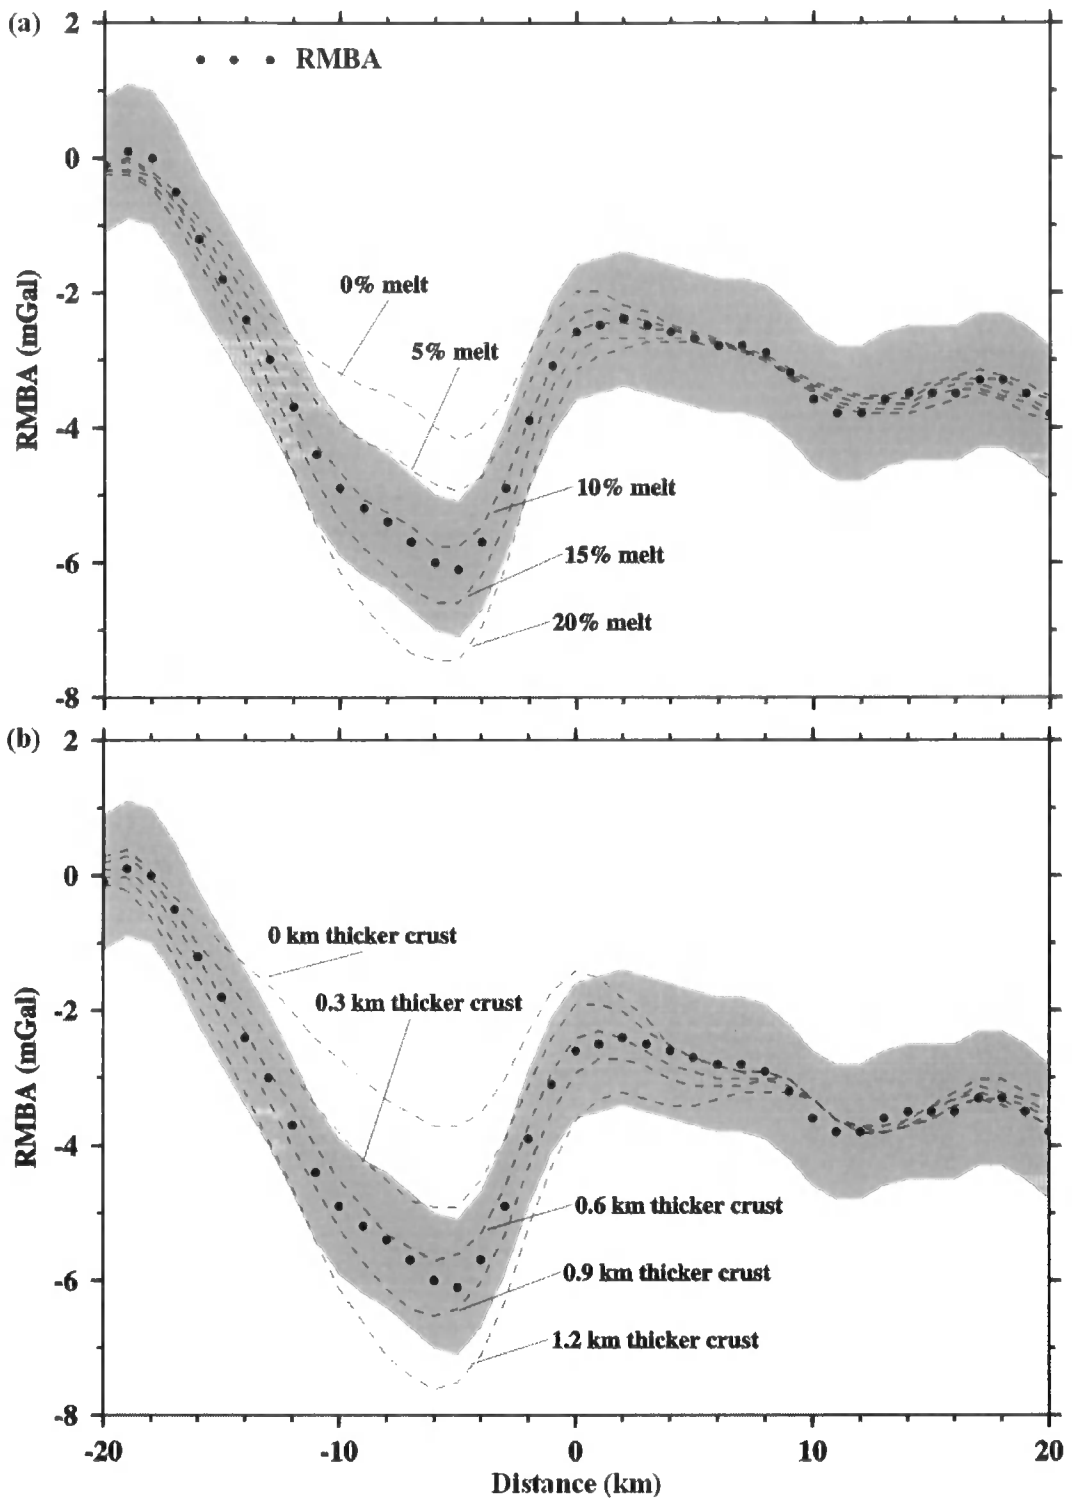 (a)
2
RMBA
0
0% melt
-2
5% melt
RMBA (mGal)
-4
10% melt
15% melt
-6
20% melt
-8
(b)
2
0
0 km thicker crust
0.3 km thicker crust
-2
RMBA (mGal)
-4
0.6 km thicker crust
0.9 km thicker crust
-6
1.2 km thicker crust
-8
-20 -10 0 10 20
Distance (km)